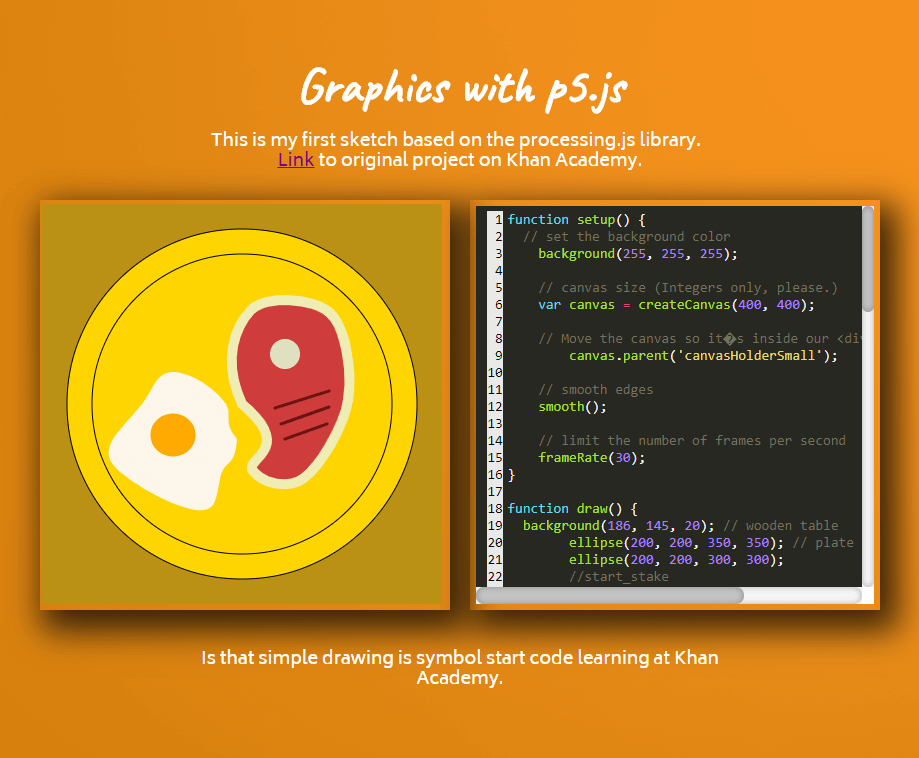 Graphics with p5.js
This is my first sketch based on the processing.js library.
Link to original project on Khan Academy.
1 function setup() {
2 // set the background color
3 background(255, 255, 255);
4
5 // canvas size (Integers only, please.)
6 var canvas = createCanvas(400, 400);
7
8 // Move the canvas so it�s inside our <di
9 canvas.parent('canvasHolderSmall');
10
11 // smooth edges
12 smooth();
13
14 // limit the number of frames per second
15 frameRate(30);
16 }
17
18 function draw() {
19 background(186, 145, 20); // wooden table
20 ellipse(200, 200, 350, 350); // plate
21 ellipse(200, 200, 300, 300);
22 //start_stake
Is that simple drawing is symbol start code learning at Khan
Academy.